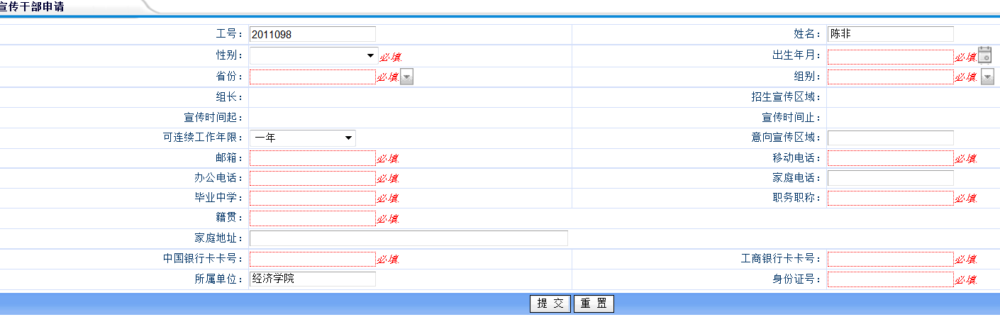 宣传干部申请
工号： 2011098 姓名： 陈非
性别： 必填. 出生年月： 必填.
省份： 必填. 组别： 必填.
组长： 招生宣传区域：
宣传时间起： 宣传时间止：
可连续工作年限： 一年 意向宣传区域：
邮箱： 必填. 移动电话： 必填.
办公电话： 必填. 家庭电话：
毕业中学： 必填. 职务职称： 必填.
籍贯： 必填.
家庭地址：
中国银行卡卡号： 必填. 工商银行卡卡号： 必填.
所属单位： 经济学院 身份证号： 必填.
提 交 重 置